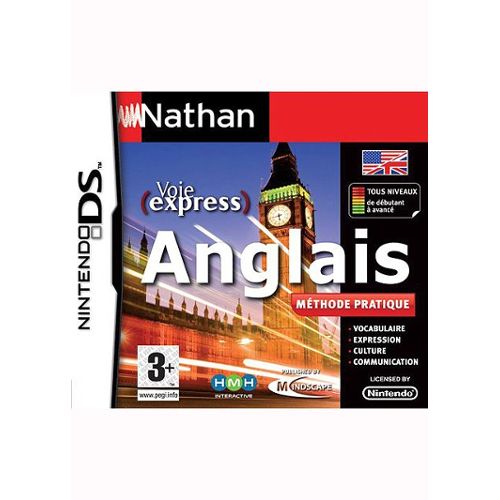 NINTENDO DS™
Nathan
Voie
(express)
Anglais
MÉTHODE PRATIQUE
TOUS NIVEAUX
de débutant
à avancé
• VOCABULAIRE
• EXPRESSION
• CULTURE
• COMMUNICATION
3+
www.pegi.info
HMH
INTERACTIVE
PUBLISHED BY
MINDSCAPE
LICENSED BY
Nintendo